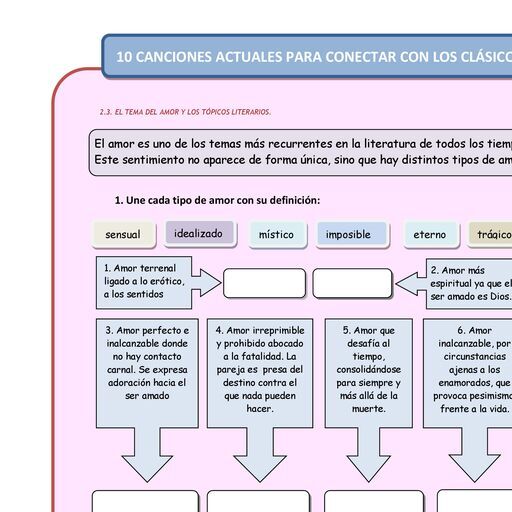 10 CANCIONES ACTUALES PARA CONECTAR CON LOS CLÁSICO
2.3. EL TEMA DEL AMOR Y LOS TÓPICOS LITERARIOS.
El amor es uno de los temas más recurrentes en la literatura de todos los tiem
Este sentimiento no aparece de forma única, sino que hay distintos tipos de am
1. Une cada tipo de amor con su definición:
sensual idealizado místico imposible eterno trágico
1. Amor terrenal
ligado a lo erótico,
a los sentidos
2. Amor más
espiritual ya que el
ser amado es Dios.
3. Amor perfecto e
inalcanzable donde
no hay contacto
carnal. Se expresa
adoración hacia el
ser amado
4. Amor irreprimible
y prohibido abocado
a la fatalidad. La
pareja es presa del
destino contra el
que nada pueden
hacer.
5. Amor que
desafía al
tiempo,
consolidándose
para siempre y
más allá de la
muerte.
6. Amor
inalcanzable, por
circunstancias
ajenas a los
enamorados, que
provoca pesimismo
frente a la vida.